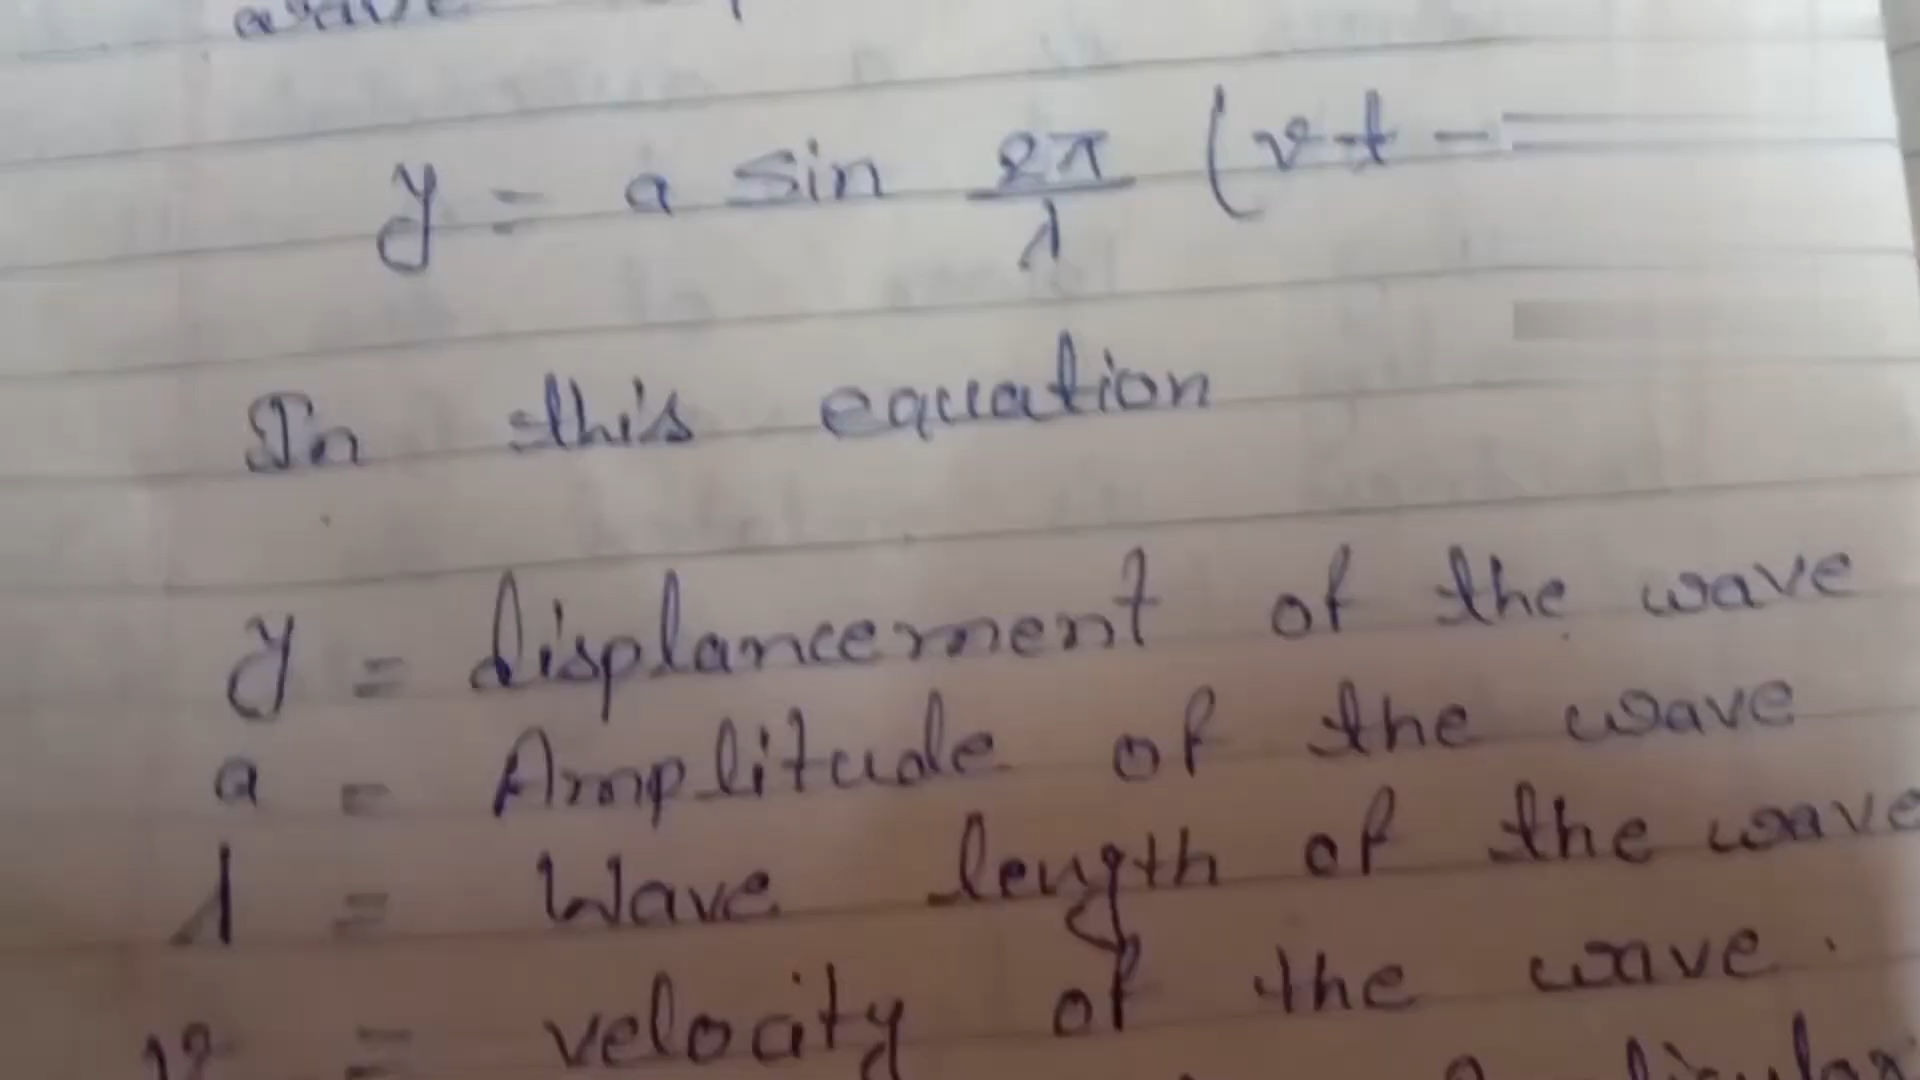 y = a sin 2π/λ (vt –
In this equation
y = displancement of the wave
a = Amplitude of the wave
λ = Wave length of the wave
v = velocity of the wave.